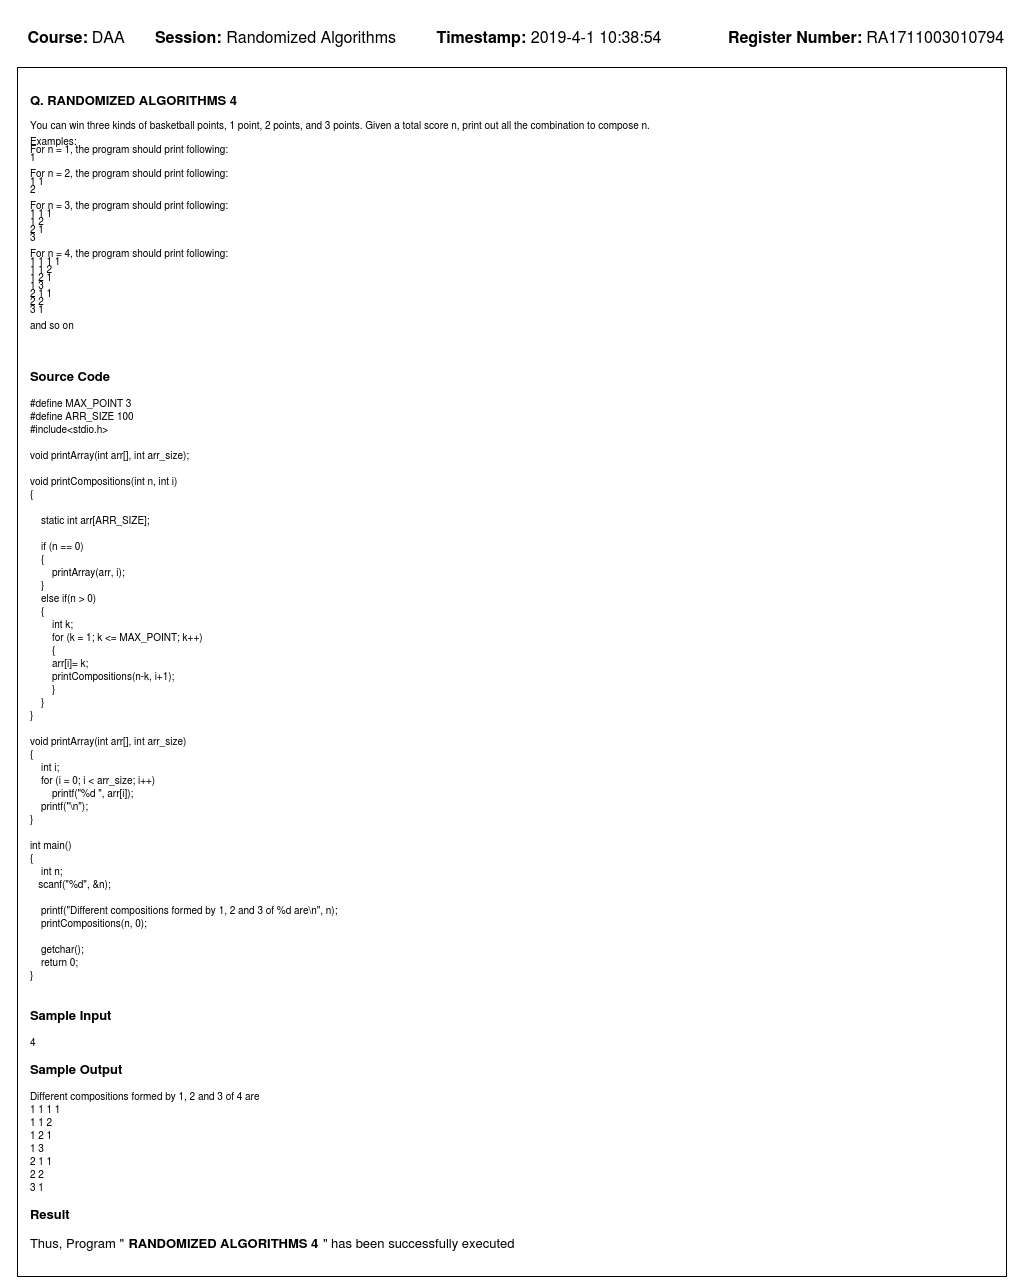 Course: DAA Session: Randomized Algorithms Timestamp: 2019-4-1 10:38:54 Register Number: RA1711003010794
Q. RANDOMIZED ALGORITHMS 4
You can win three kinds of basketball points, 1 point, 2 points, and 3 points. Given a total score n, print out all the combination to compose n.
Examples:
For n = 1, the program should print following:
1
For n = 2, the program should print following:
1 1
2
For n = 3, the program should print following:
1 1 1
1 2
2 1
3
For n = 4, the program should print following:
1 1 1 1
1 1 2
1 2 1
1 3
2 1 1
2 2
3 1
and so on
Source Code
#define MAX_POINT 3
#define ARR_SIZE 100
#include<stdio.h>
void printArray(int arr[], int arr_size);
void printCompositions(int n, int i)
{
static int arr[ARR_SIZE];
if (n == 0)
{
printArray(arr, i);
}
else if(n > 0)
{
int k;
for (k = 1; k <= MAX_POINT; k++)
{
arr[i]= k;
printCompositions(n-k, i+1);
}
}
}
void printArray(int arr[], int arr_size)
{
int i;
for (i = 0; i < arr_size; i++)
printf("%d ", arr[i]);
printf("\n");
}
int main()
{
int n;
scanf("%d", &n);
printf("Different compositions formed by 1, 2 and 3 of %d are\n", n);
printCompositions(n, 0);
getchar();
return 0;
}
Sample Input
4
Sample Output
Different compositions formed by 1, 2 and 3 of 4 are
1 1 1 1
1 1 2
1 2 1
1 3
2 1 1
2 2
3 1
Result
Thus, Program " RANDOMIZED ALGORITHMS 4 " has been successfully executed